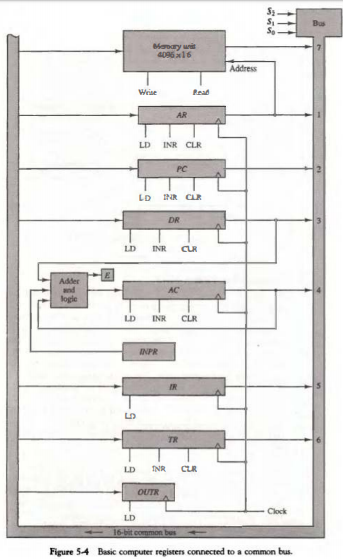 S2
S1
S0
Bus
Memory unit
4096 x 16
7
Address
Write Read
AR
1
LD INR CLR
PC
2
LD INR CLR
DR
3
LD INR CLR
Adder
and
logic
E
AC
4
LD INR CLR
INPR
IR
5
LD
TR
6
LD INR CLR
OUTR
LD
Clock
16-bit common bus
Figure 5-4 Basic computer registers connected to a common bus.